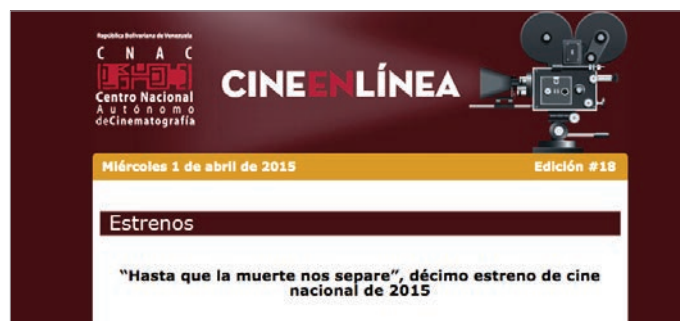 República Bolivariana de Venezuela
C N A C
Centro Nacional
Autónomo
deCinematografía
CINEENLÍNEA
Miércoles 1 de abril de 2015 Edición #18
Estrenos
“Hasta que la muerte nos separe”, décimo estreno de cine
nacional de 2015